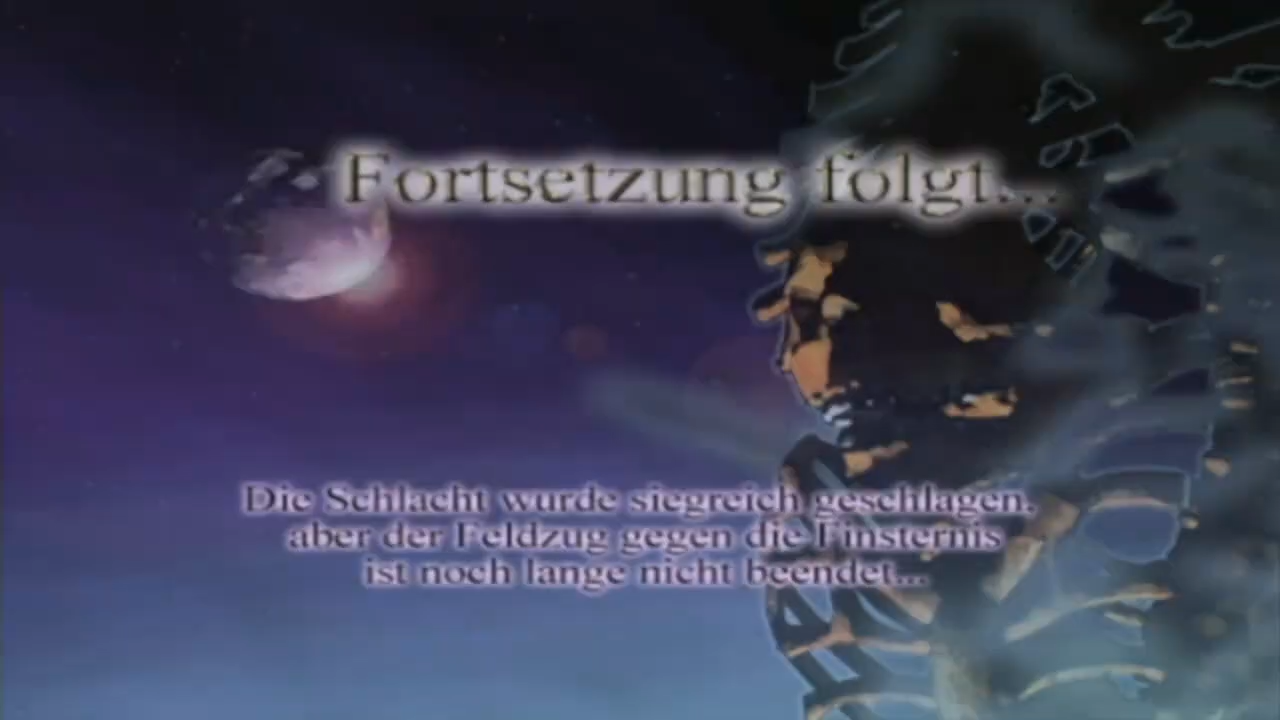 Fortsetzung folgt...
Die Schlacht wurde siegreich geschlagen,
aber der Feldzug gegen die Finsternis
ist noch lange nicht beendet...